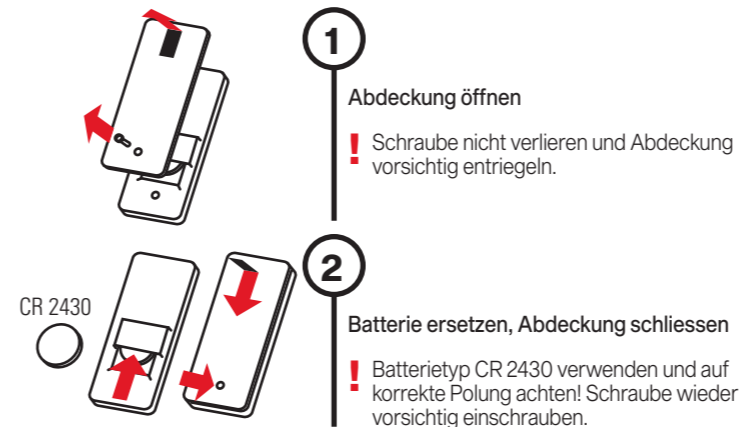 1
Abdeckung öffnen
! Schraube nicht verlieren und Abdeckung
vorsichtig entriegeln.
2
CR 2430
Batterie ersetzen, Abdeckung schliessen
! Batterietyp CR 2430 verwenden und auf
korrekte Polung achten! Schraube wieder
vorsichtig einschrauben.